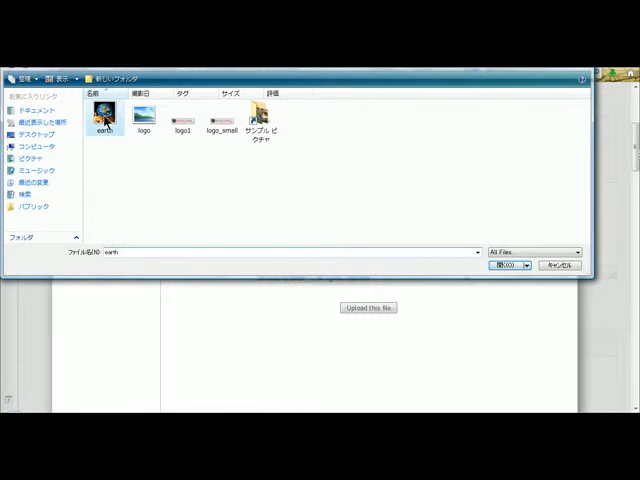 整理 表示 新しいフォルダ
お気に入りリンク
ドキュメント
最近表示した場所
デスクトップ
コンピュータ
ピクチャ
ミュージック
最近の変更
検索
パブリック
フォルダ
名前 撮影日 タグ サイズ 評価
earth logo logo1 logo_small サンプル ピ
クチャ
ファイル名(N) earth All Files
開く(O) キャンセル
Upload this file